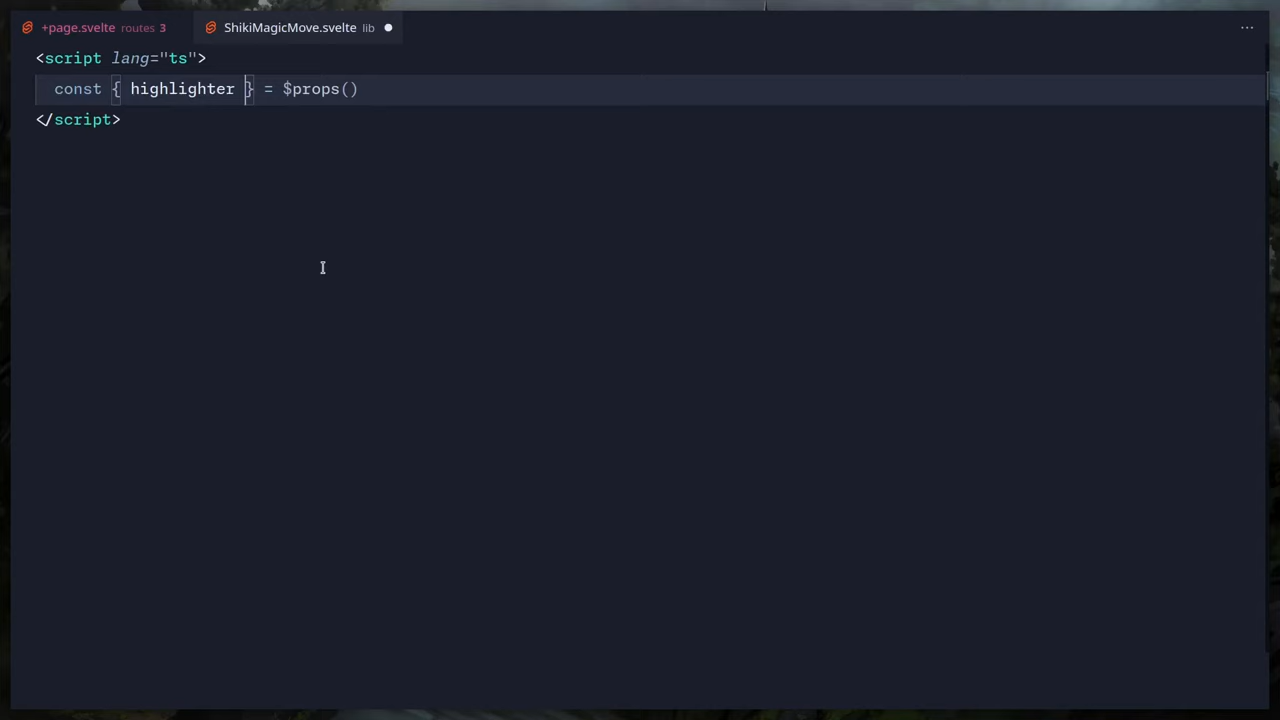 +page.svelte routes 3 ShikiMagicMove.svelte lib
<script lang="ts">
const { highlighter } = $props()
</script>